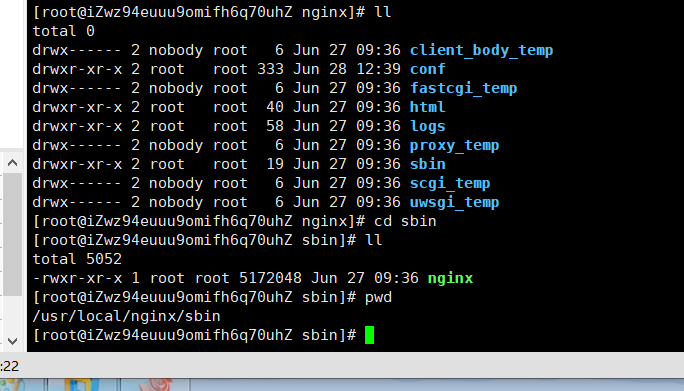 [root@iZwz94euuu9omifh6q70uhZ nginx]# ll
total 0
drwx------ 2 nobody root   6 Jun 27 09:36 client_body_temp
drwxr-xr-x 2 root   root 333 Jun 28 12:39 conf
drwx------ 2 nobody root   6 Jun 27 09:36 fastcgi_temp
drwxr-xr-x 2 root   root  40 Jun 27 09:36 html
drwxr-xr-x 2 root   root  58 Jun 27 09:36 logs
drwx------ 2 nobody root   6 Jun 27 09:36 proxy_temp
drwxr-xr-x 2 root   root  19 Jun 27 09:36 sbin
drwx------ 2 nobody root   6 Jun 27 09:36 scgi_temp
drwx------ 2 nobody root   6 Jun 27 09:36 uwsgi_temp
[root@iZwz94euuu9omifh6q70uhZ nginx]# cd sbin
[root@iZwz94euuu9omifh6q70uhZ sbin]# ll
total 5052
-rwxr-xr-x 1 root root 5172048 Jun 27 09:36 nginx
[root@iZwz94euuu9omifh6q70uhZ sbin]# pwd
/usr/local/nginx/sbin
[root@iZwz94euuu9omifh6q70uhZ sbin]#
:22